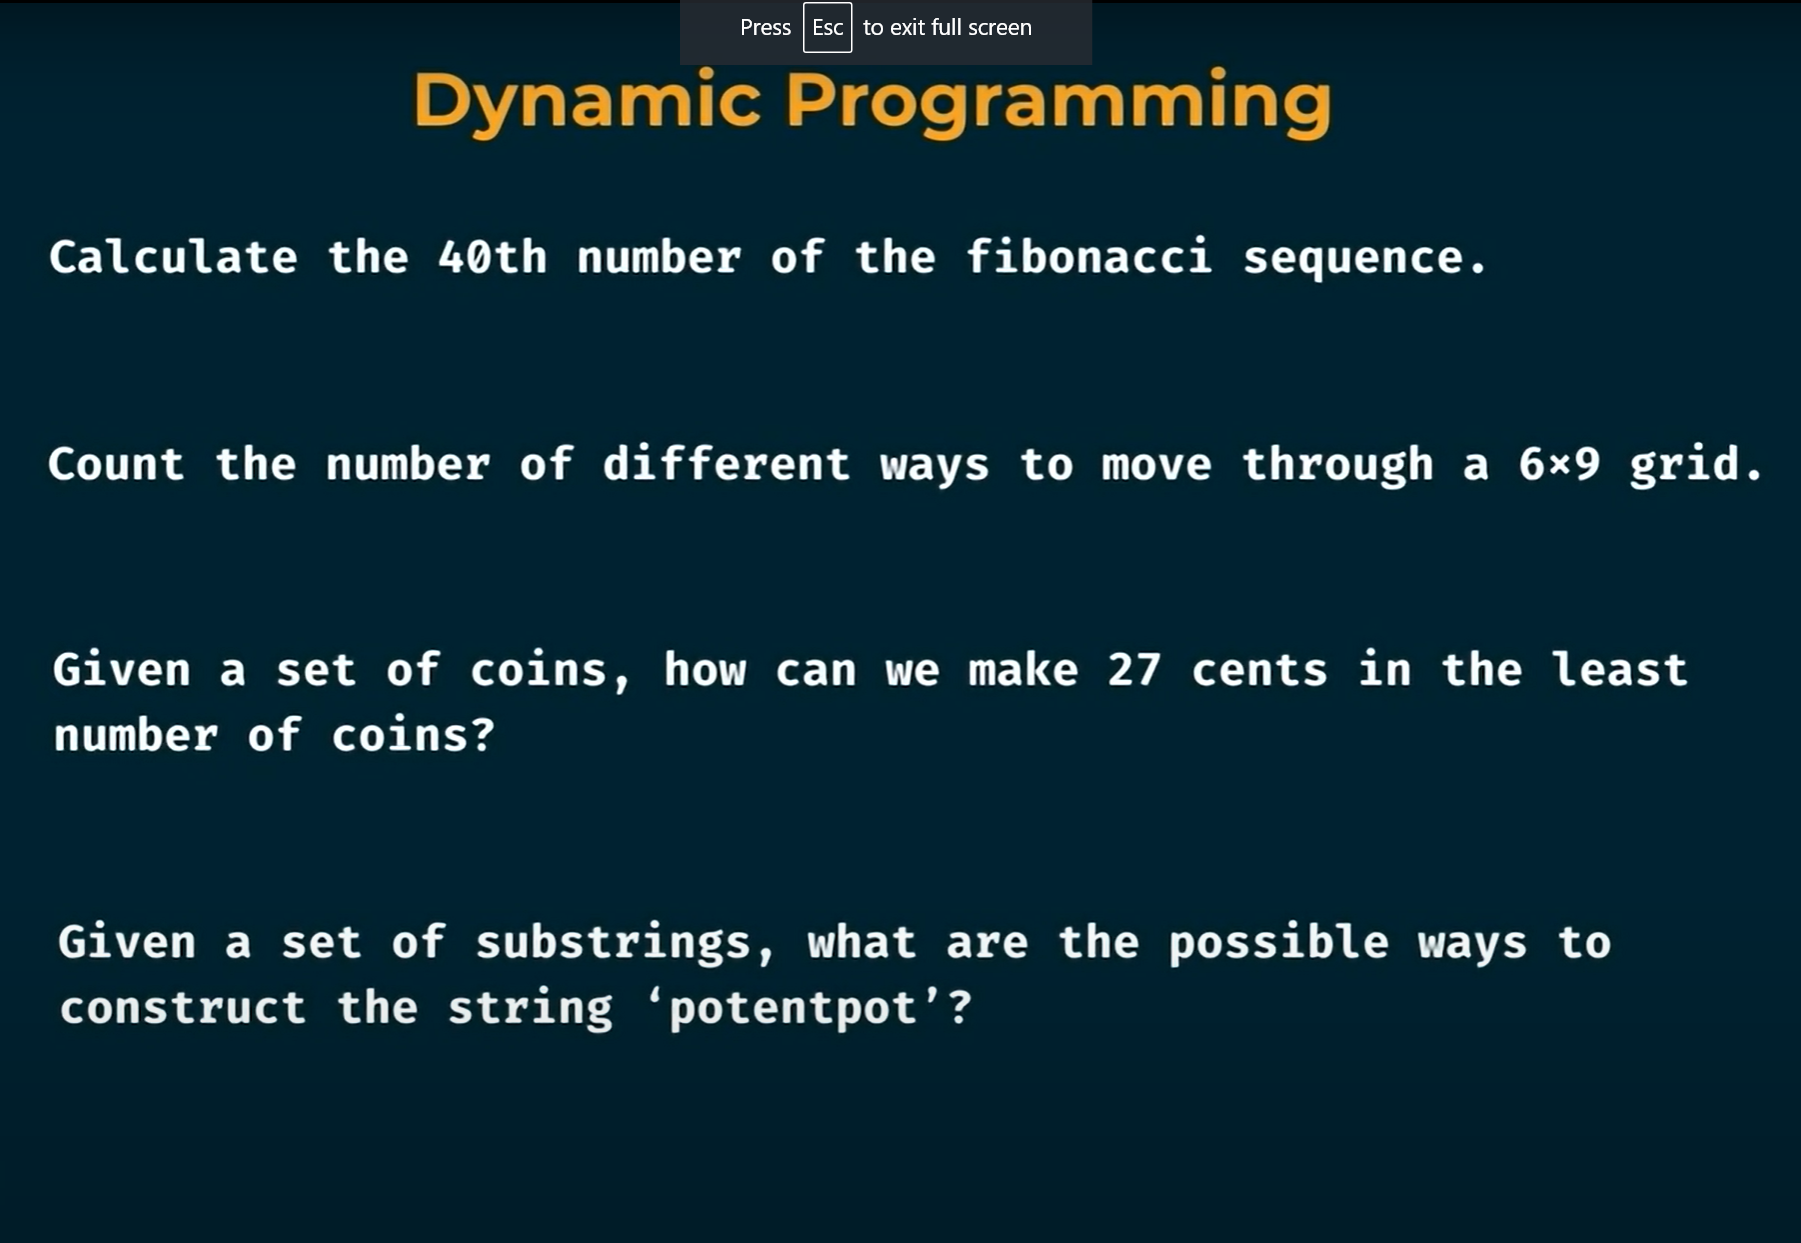 Press Esc to exit full screen
Dynamic Programming
Calculate the 40th number of the fibonacci sequence.
Count the number of different ways to move through a 6×9 grid.
Given a set of coins, how can we make 27 cents in the least
number of coins?
Given a set of substrings, what are the possible ways to
construct the string ‘potentpot’?